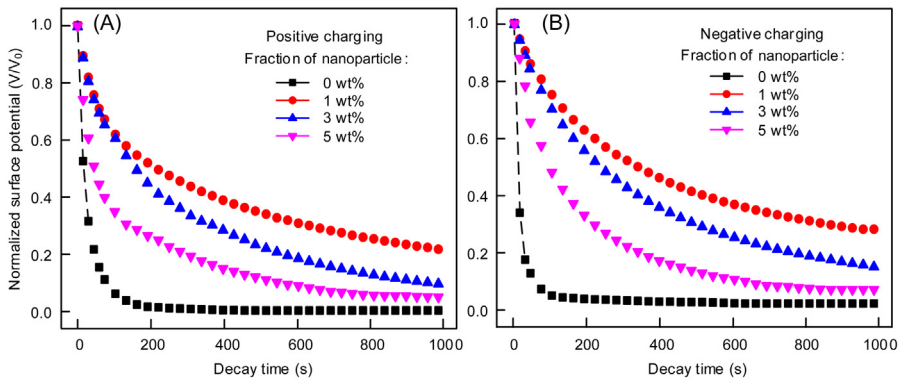 (A)
Positive charging
Fraction of nanoparticle :
0 wt%
1 wt%
3 wt%
5 wt%
Normalized surface potential (V/V₀)
1.0
0.8
0.6
0.4
0.2
0.0
0 200 400 600 800 1000
Decay time (s)
(B)
Negative charging
Fraction of nanoparticle :
0 wt%
1 wt%
3 wt%
5 wt%
1.0
0.8
0.6
0.4
0.2
0.0
0 200 400 600 800 1000
Decay time (s)